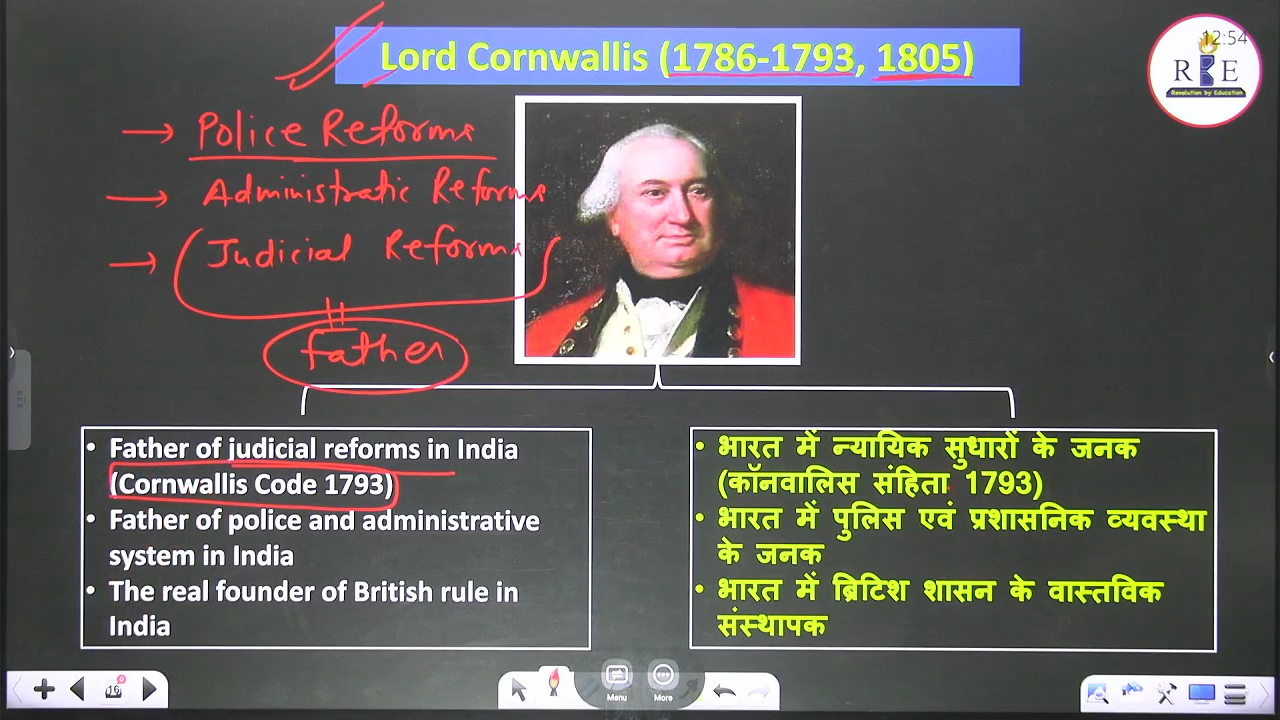 Lord Cornwallis (1786-1793, 1805)
12:54
R E
Revolution by Education
→ Police Reforms
→ Administratic Reforms
→ Judicial Reforms
father
• Father of judicial reforms in India
(Cornwallis Code 1793)
• Father of police and administrative
system in India
• The real founder of British rule in
India
• भारत में न्यायिक सुधारों के जनक
(कॉनवालिस संहिता 1793)
• भारत में पुलिस एवं प्रशासनिक व्यवस्था
के जनक
• भारत में ब्रिटिश शासन के वास्तविक
संस्थापक
16
0
Menu
More